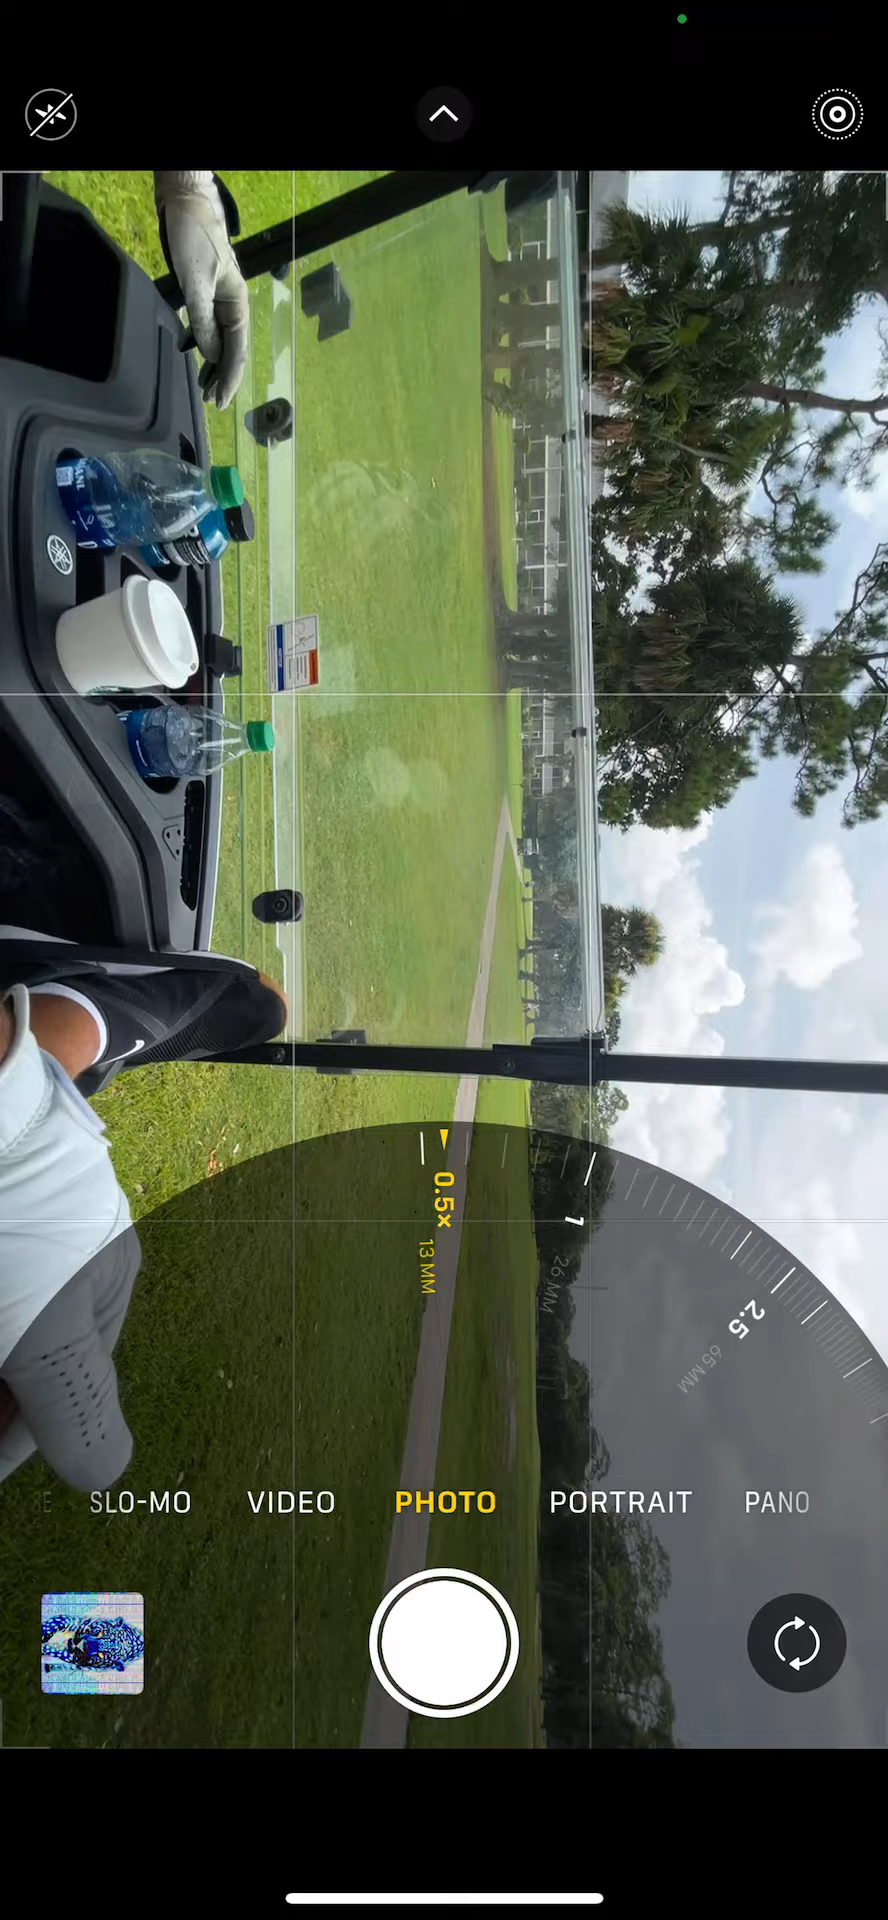 0.5×
13 MM
1
26 MM
2.5
65 MM
SLO-MO
VIDEO
PHOTO
PORTRAIT
PANO